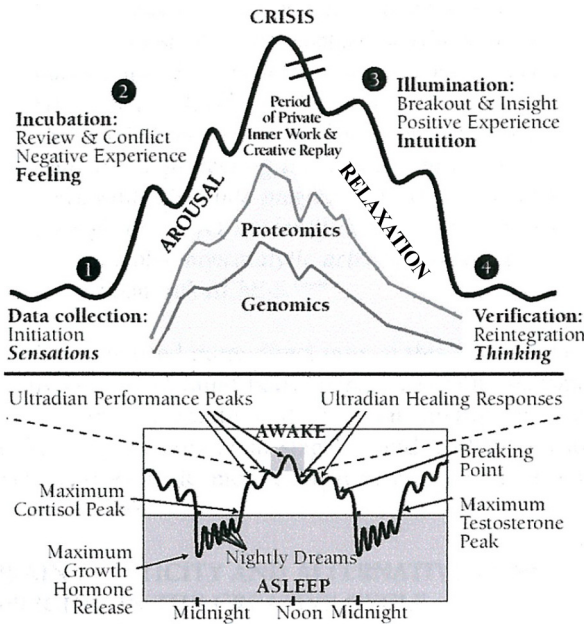 CRISIS
2
Incubation:
Review & Conflict
Negative Experience
Feeling
3
Illumination:
Breakout & Insight
Positive Experience
Intuition
Period
of Private
Inner Work &
Creative Replay
AROUSAL
RELAXATION
Proteomics
Genomics
1
Data collection:
Initiation
Sensations
4
Verification:
Reintegration
Thinking
Ultradian Performance Peaks
Ultradian Healing Responses
AWAKE
Breaking
Point
Maximum
Cortisol Peak
Maximum
Testosterone
Peak
Maximum
Growth
Hormone
Release
Nightly Dreams
ASLEEP
Midnight
Noon
Midnight